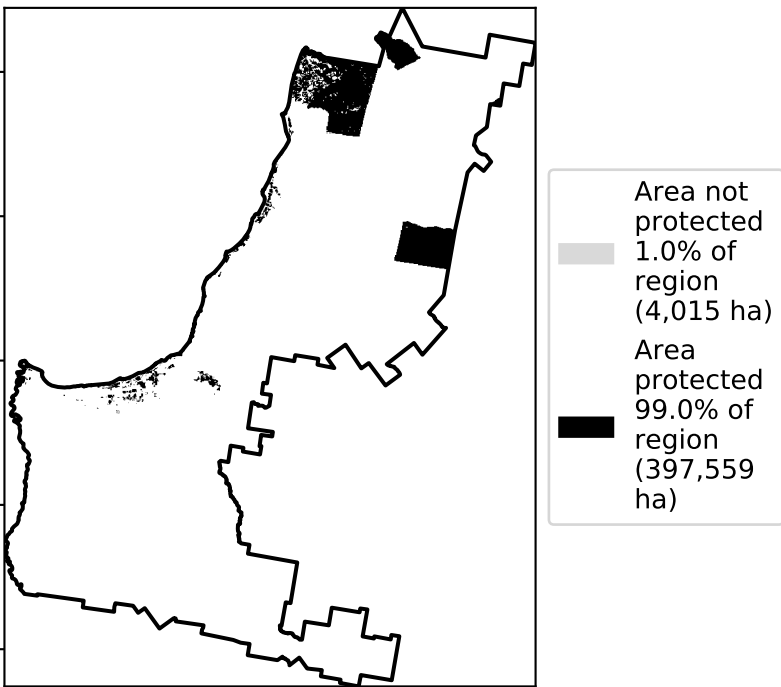 Area not
protected
1.0% of
region
(4,015 ha)
Area
protected
99.0% of
region
(397,559
ha)